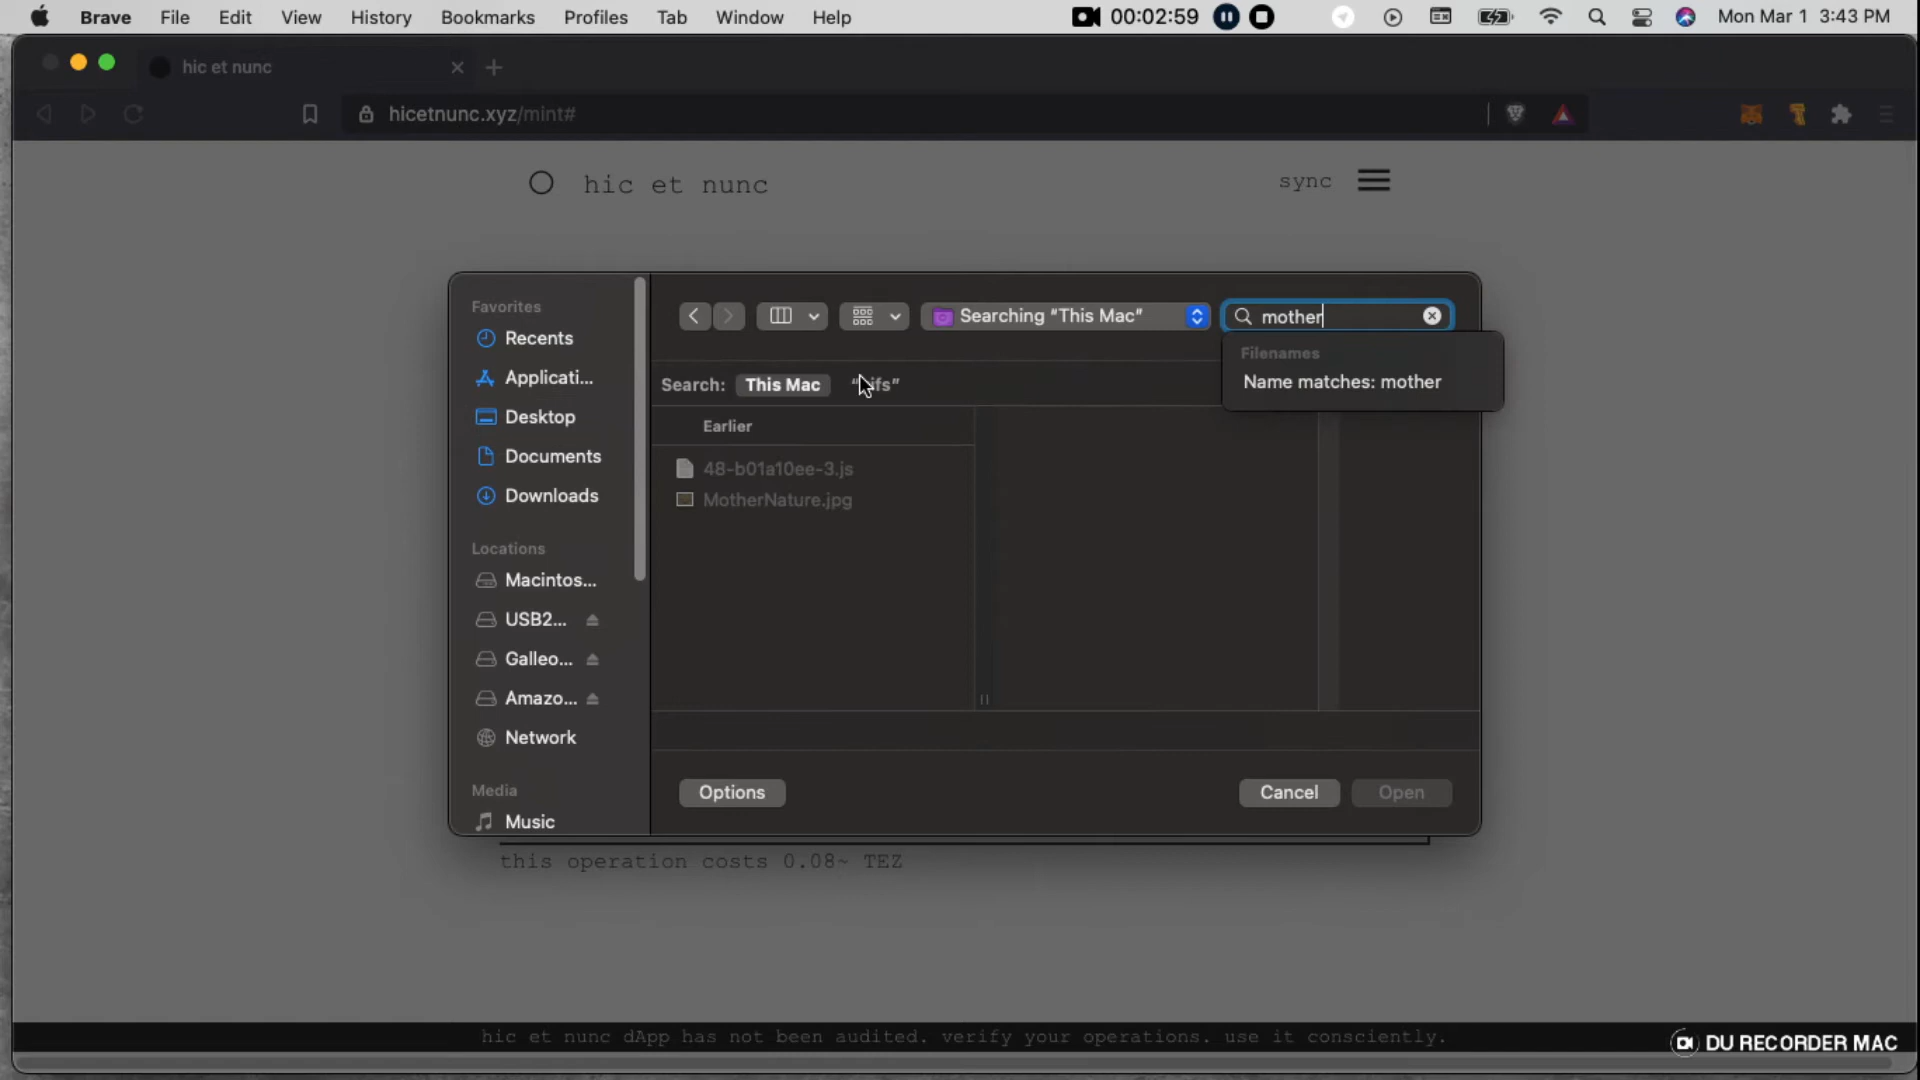 Brave File Edit View History Bookmarks Profiles Tab Window Help 00:02:59 Mon Mar 1 3:43 PM
hic et nunc
hicetnunc.xyz/mint#
hic et nunc sync
Favorites
Recents
Applicati...
Desktop
Documents
Downloads
Locations
Macintos...
USB2...
Galleo...
Amazo...
Network
Media
Music
Searching "This Mac" mother
Filenames
Name matches: mother
Search: This Mac
Earlier
48-b01a10ee-3.js
MotherNature.jpg
Options Cancel Open
this operation costs 0.08~ TEZ
hic et nunc dApp has not been audited. verify your operations. use it consciently.
DU RECORDER MAC